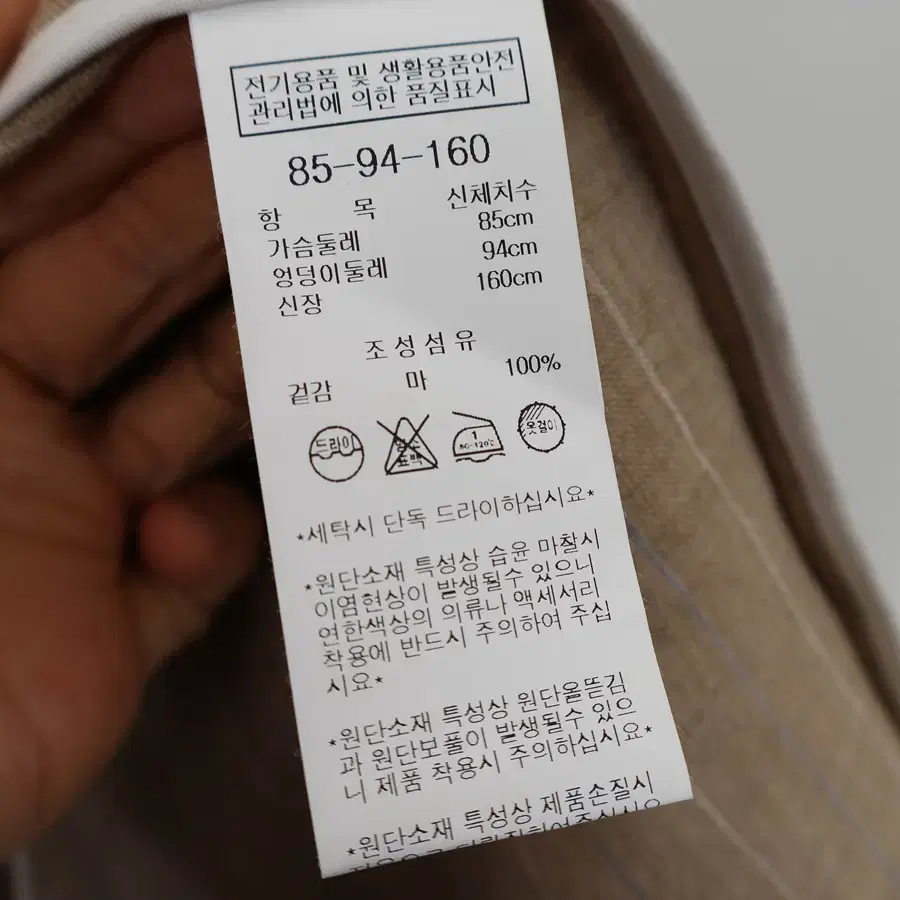 전기용품 및 생활용품안전
관리법에 의한 품질표시
85-94-160
항 목 신체치수
가슴둘레 85cm
엉덩이둘레 94cm
신장 160cm
조성섬유
겉감 마 100%
드라이 염소 표백 1 80~120℃ 옷걸이
*세탁시 단독 드라이하십시요*
*원단소재 특성상 습윤 마찰시
이염현상이 발생될수 있으니
연한색상의 의류나 액세서리
착용에 반드시 주의하여 주십
시요*
*원단소재 특성상 원단올뜯김
과 원단보풀이 발생될수 있으
니 제품 착용시 주의하십시요*
*원단소재 특성상 제품손질시